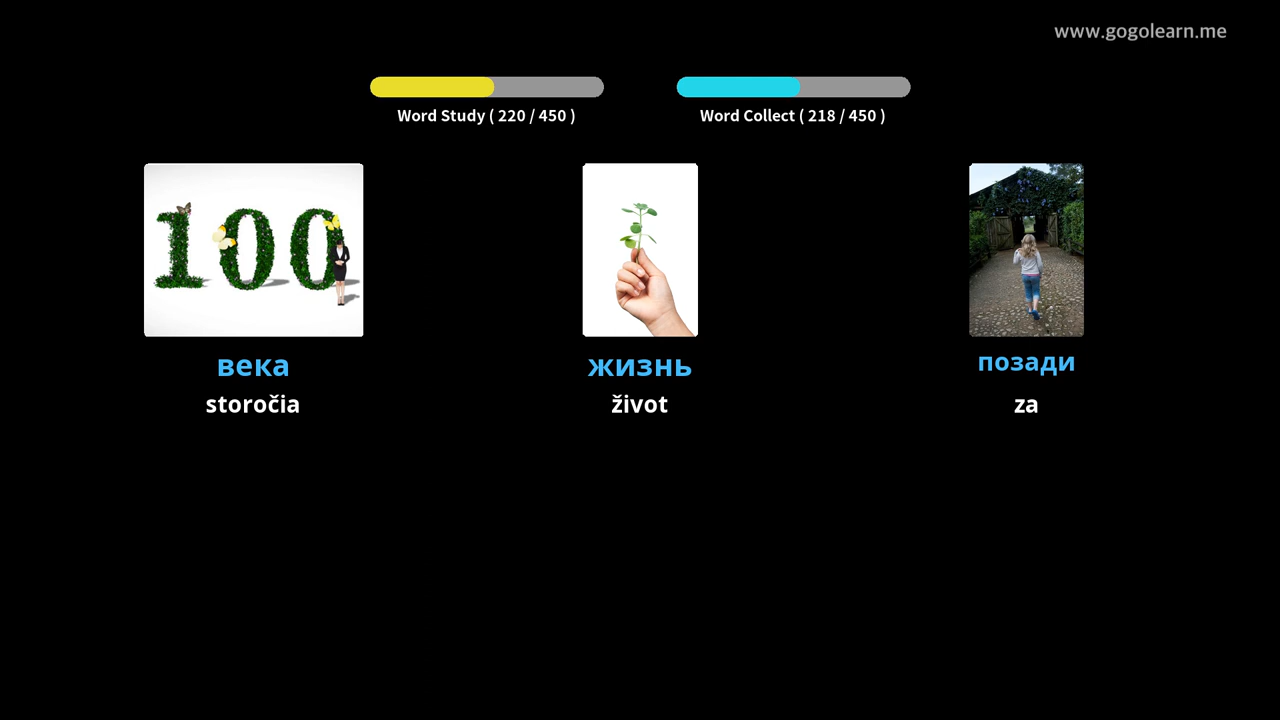 www.gogolearn.me
Word Study ( 220 / 450 )
Word Collect ( 218 / 450 )
века
жизнь
позади
storočia
život
za